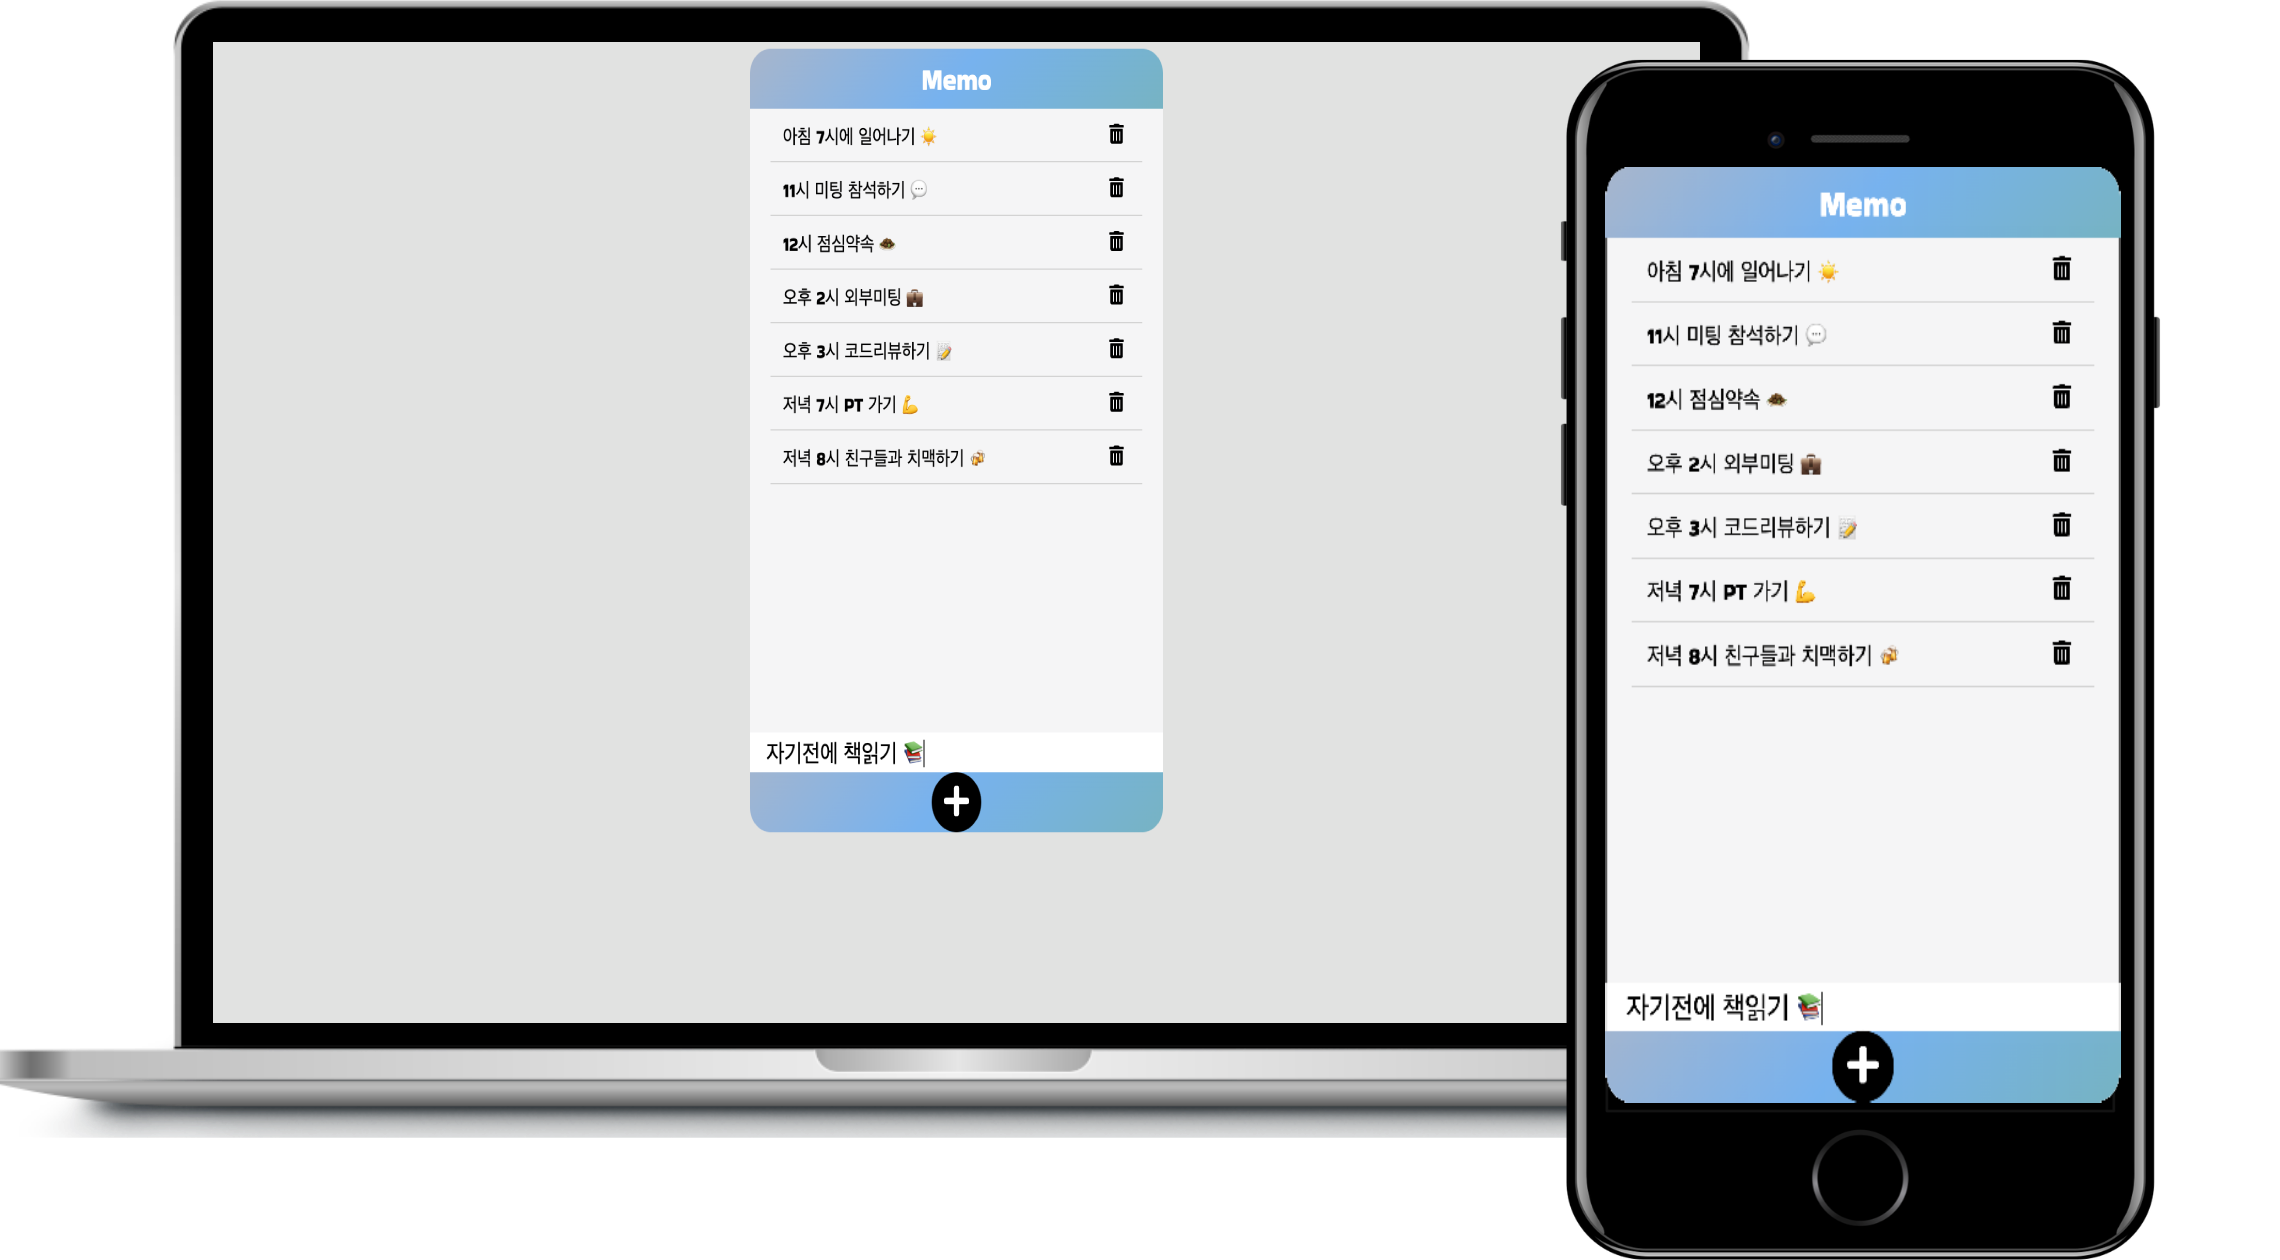 Memo
아침 7시에 일어나기 ☀️
11시 미팅 참석하기 💬
12시 점심약속
오후 2시 외부미팅 💼
오후 3시 코드리뷰하기 📝
저녁 7시 PT 가기 💪
저녁 8시 친구들과 치맥하기 🍻
자기전에 책읽기 📚
Memo
아침 7시에 일어나기 ☀️
11시 미팅 참석하기 💬
12시 점심약속
오후 2시 외부미팅 💼
오후 3시 코드리뷰하기 📝
저녁 7시 PT 가기 💪
저녁 8시 친구들과 치맥하기 🍻
자기전에 책읽기 📚